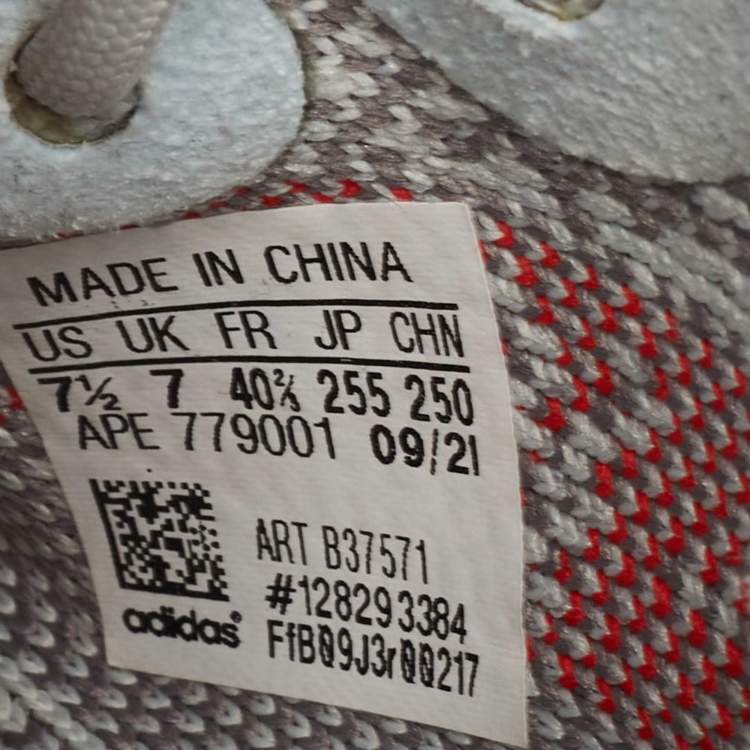 MADE IN CHINA
US UK FR JP CHN
7½ 7 40⅔ 255 250
APE 779001 09/21
ART B37571
#128293384
FfB09J3r00217
adidas®